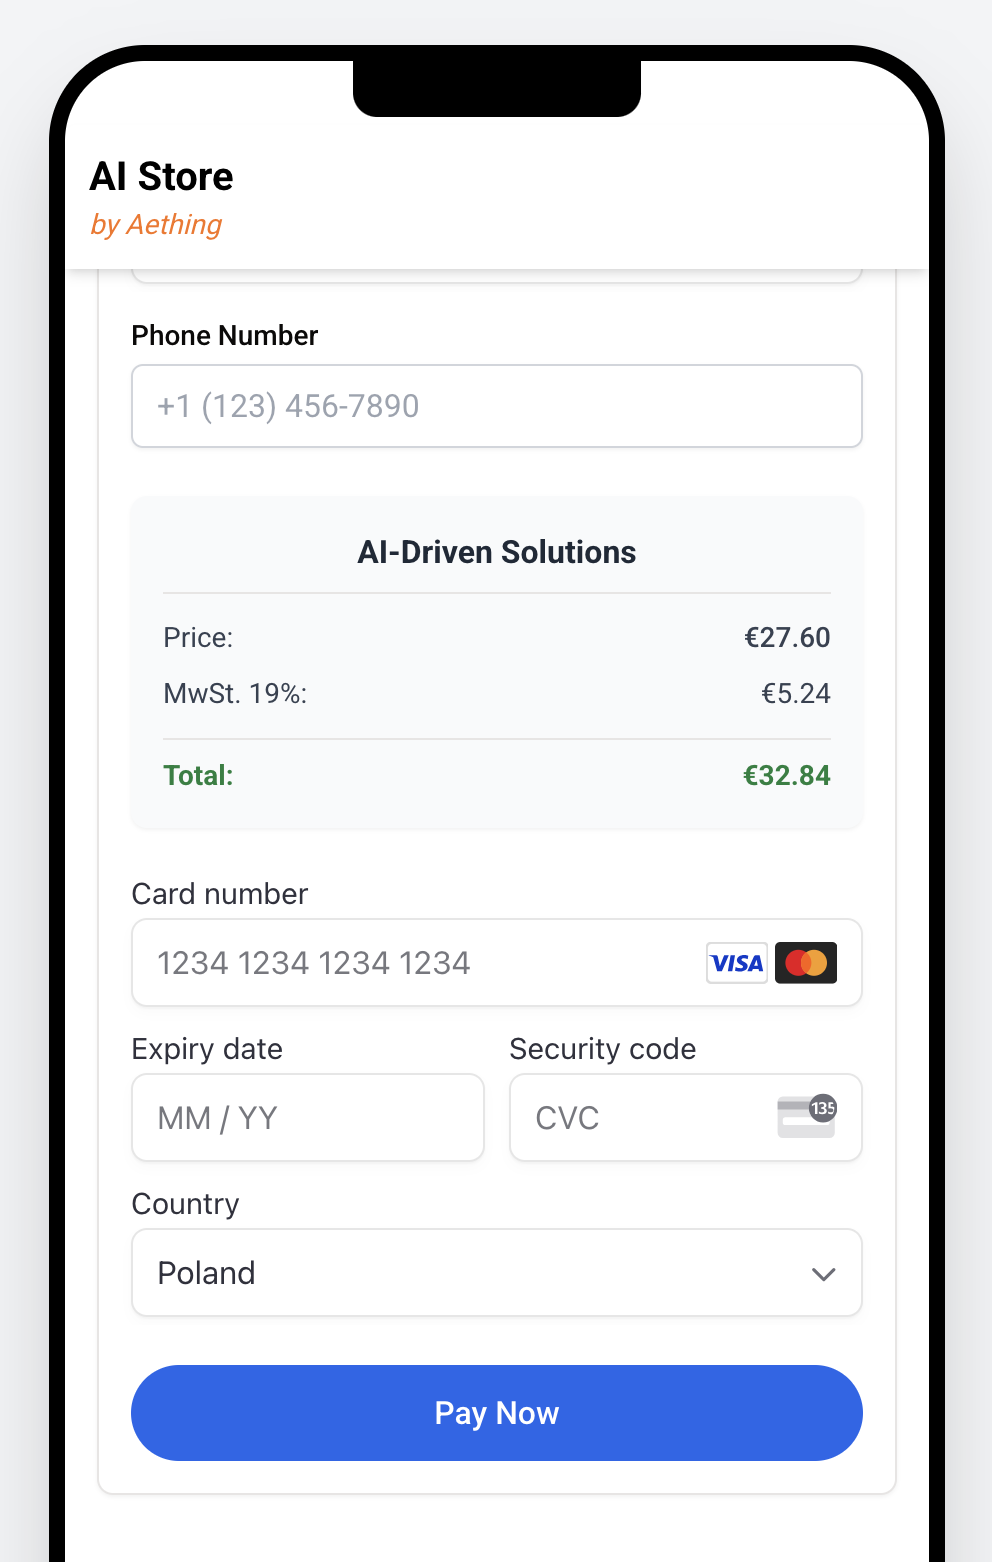 AI Store
by Aething
Phone Number
+1 (123) 456-7890
AI-Driven Solutions
Price: €27.60
MwSt. 19%: €5.24
Total: €32.84
Card number
1234 1234 1234 1234 VISA
Expiry date Security code
MM / YY CVC 135
Country
Poland
Pay Now